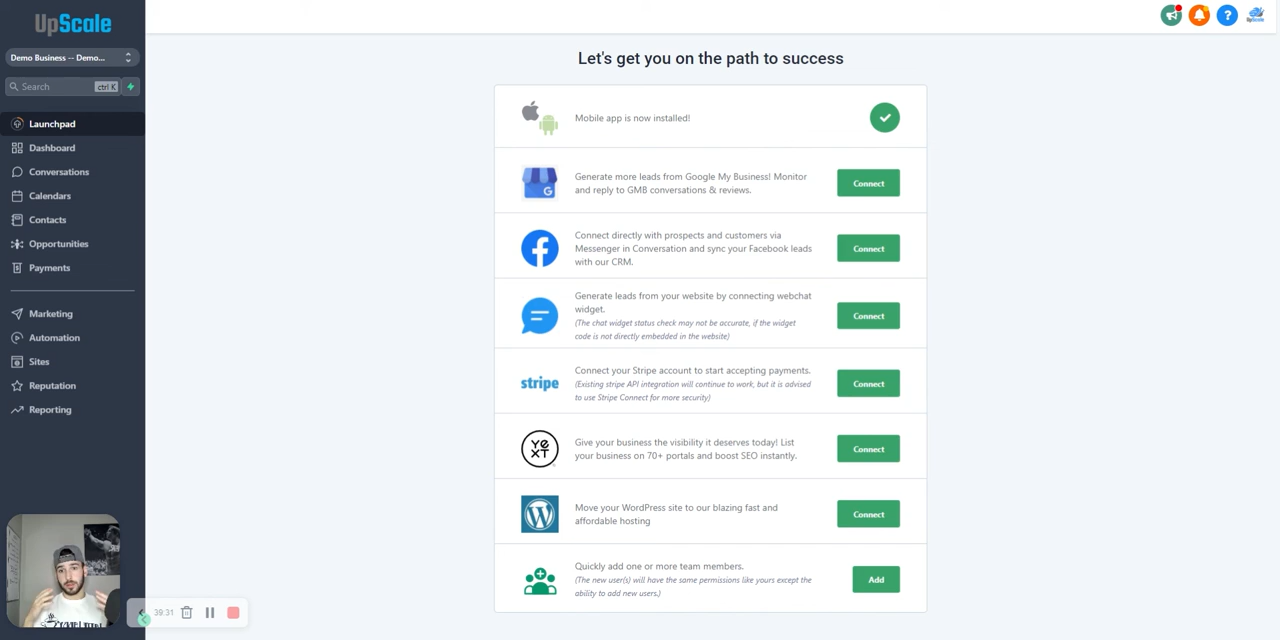 UpScale
Demo Business -- Demo...
Search
ctrl K
Launchpad
Dashboard
Conversations
Calendars
Contacts
Opportunities
Payments
Marketing
Automation
Sites
Reputation
Reporting
39:31
?
UpScale
Let's get you on the path to success
Mobile app is now installed!
G
Generate more leads from Google My Business! Monitor
and reply to GMB conversations & reviews.
Connect
Connect directly with prospects and customers via
Messenger in Conversation and sync your Facebook leads
with our CRM.
Connect
Generate leads from your website by connecting webchat
widget.
(The chat widget status check may not be accurate, if the widget
code is not directly embedded in the website)
Connect
stripe
Connect your Stripe account to start accepting payments.
(Existing stripe API integration will continue to work, but it is advised
to use Stripe Connect for more security)
Connect
YEXT
Give your business the visibility it deserves today! List
your business on 70+ portals and boost SEO instantly.
Connect
Move your WordPress site to our blazing fast and
affordable hosting
Connect
Quickly add one or more team members.
(The new user(s) will have the same permissions like yours except the
ability to add new users.)
Add